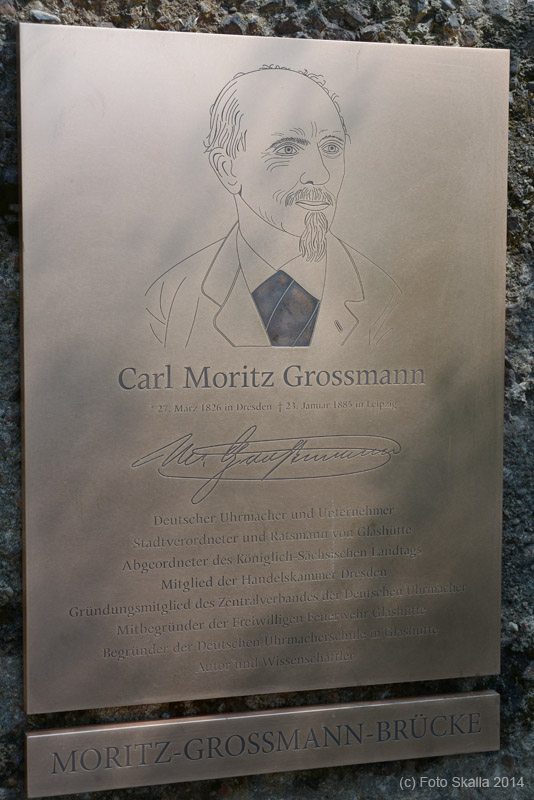 Carl Moritz Grossmann
* 27. März 1826 in Dresden † 23. Januar 1885 in Leipzig
Mr. Großmann
Deutscher Uhrmacher und Unternehmer
Stadtverordneter und Ratsmann von Glashütte
Abgeordneter des Königlich-Sächsischen Landtags
Mitglied der Handelskammer Dresden
Gründungsmitglied des Zentralverbandes der Deutschen Uhrmacher
Mitbegründer der Freiwilligen Feuerwehr Glashütte
Begründer der Deutschen Uhrmacherschule in Glashütte
Autor und Wissenschaftler
MORITZ-GROSSMANN-BRÜCKE
(c) Foto Skalla 2014